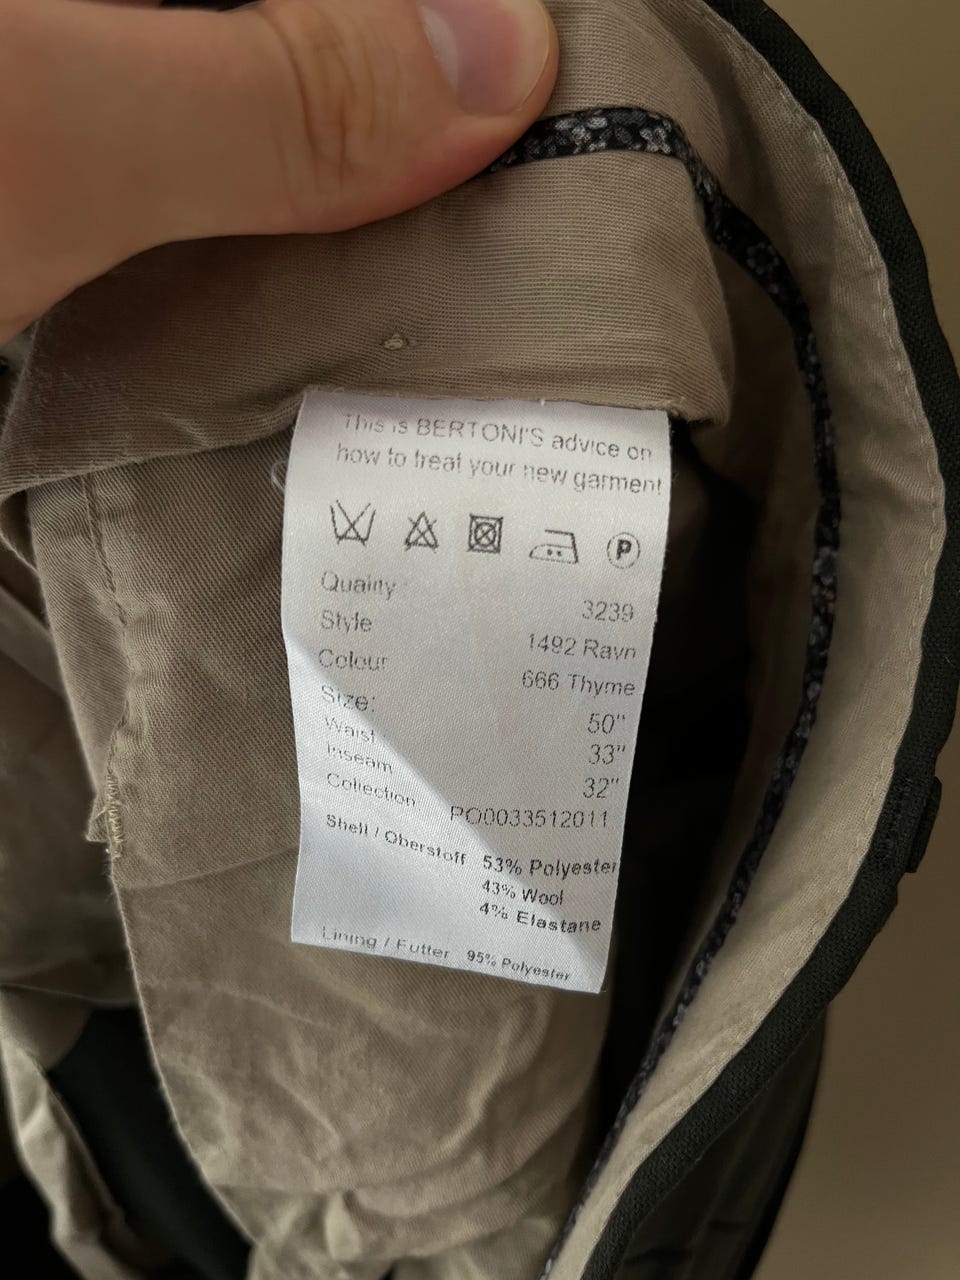 This is BERTONI'S advice on
how to treat your new garment
P
Quality 3239
Style 1492 Ravn
Colour 666 Thyme
Size: 50"
Waist 33"
Inseam 32"
Collection PO0033512011
Shell / Oberstoff 53% Polyester
43% Wool
4% Elastane
Lining / Futter 95% Polyester